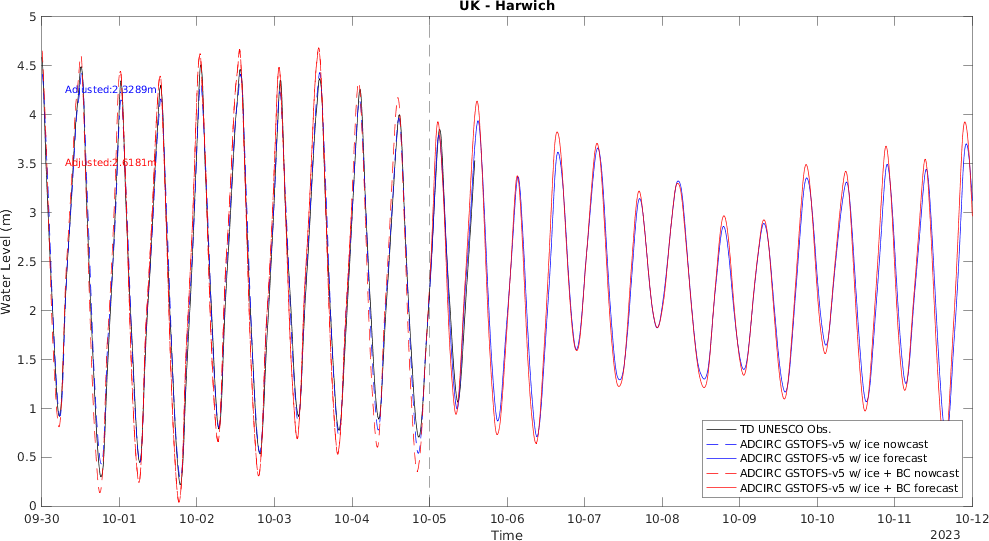 UK - Harwich
5
4.5
4
3.5
3
2.5
2
1.5
1
0.5
0
Water Level (m)
Adjusted:2.3289m
Adjusted:2.6181m
TD UNESCO Obs.
ADCIRC GSTOFS-v5 w/ ice nowcast
ADCIRC GSTOFS-v5 w/ ice forecast
ADCIRC GSTOFS-v5 w/ ice + BC nowcast
ADCIRC GSTOFS-v5 w/ ice + BC forecast
09-30 10-01 10-02 10-03 10-04 10-05 10-06 10-07 10-08 10-09 10-10 10-11 10-12
Time
2023